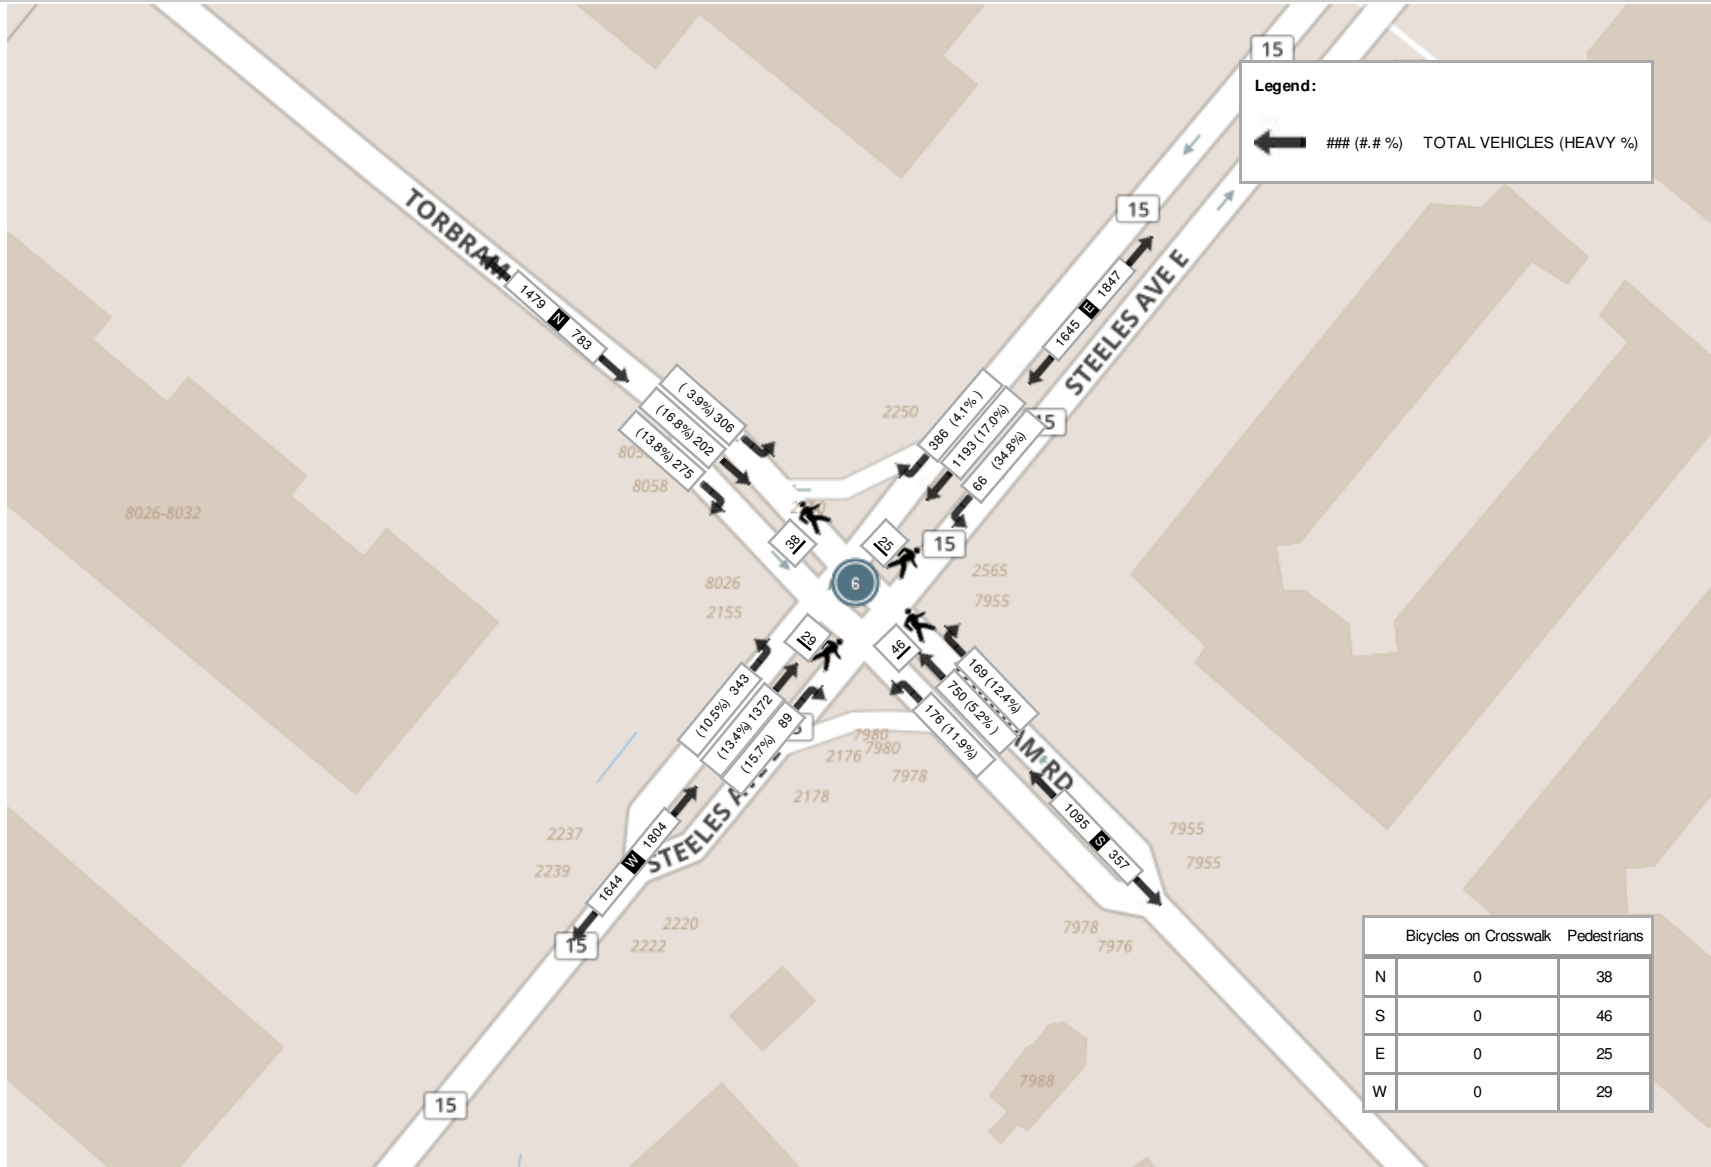 15
Legend:
### (#.# %) TOTAL VEHICLES (HEAVY %)
15
TORBRAM
1479 N 783
1645 E 1847
STEELES AVE E
15
( 3.9%) 306
(16.8%) 202
(13.8%) 275
386 (4.1% )
1193 (17.0%)
66 (34.8%)
2250
8058
8026-8032
38
25
15
6
8026
2155
2565
7955
29
46
(10.5%) 343
(13.4%) 1372
(15.7%) 89
169 (12.4%)
750 (5.2% )
176 (11.9%)
AM RD
7980
7980
2176
7978
2178
STEELES A
1644 W 1804
1095 S 357
2237
2239
7955
7955
2220
2222
15
7978
7976
7988
15
Bicycles on Crosswalk Pedestrians
N 0 38
S 0 46
E 0 25
W 0 29